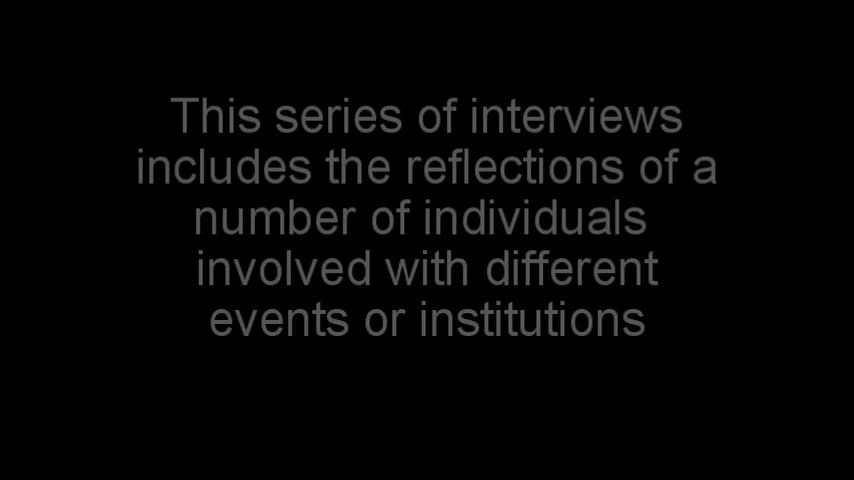 This series of interviews
includes the reflections of a
number of individuals
involved with different
events or institutions